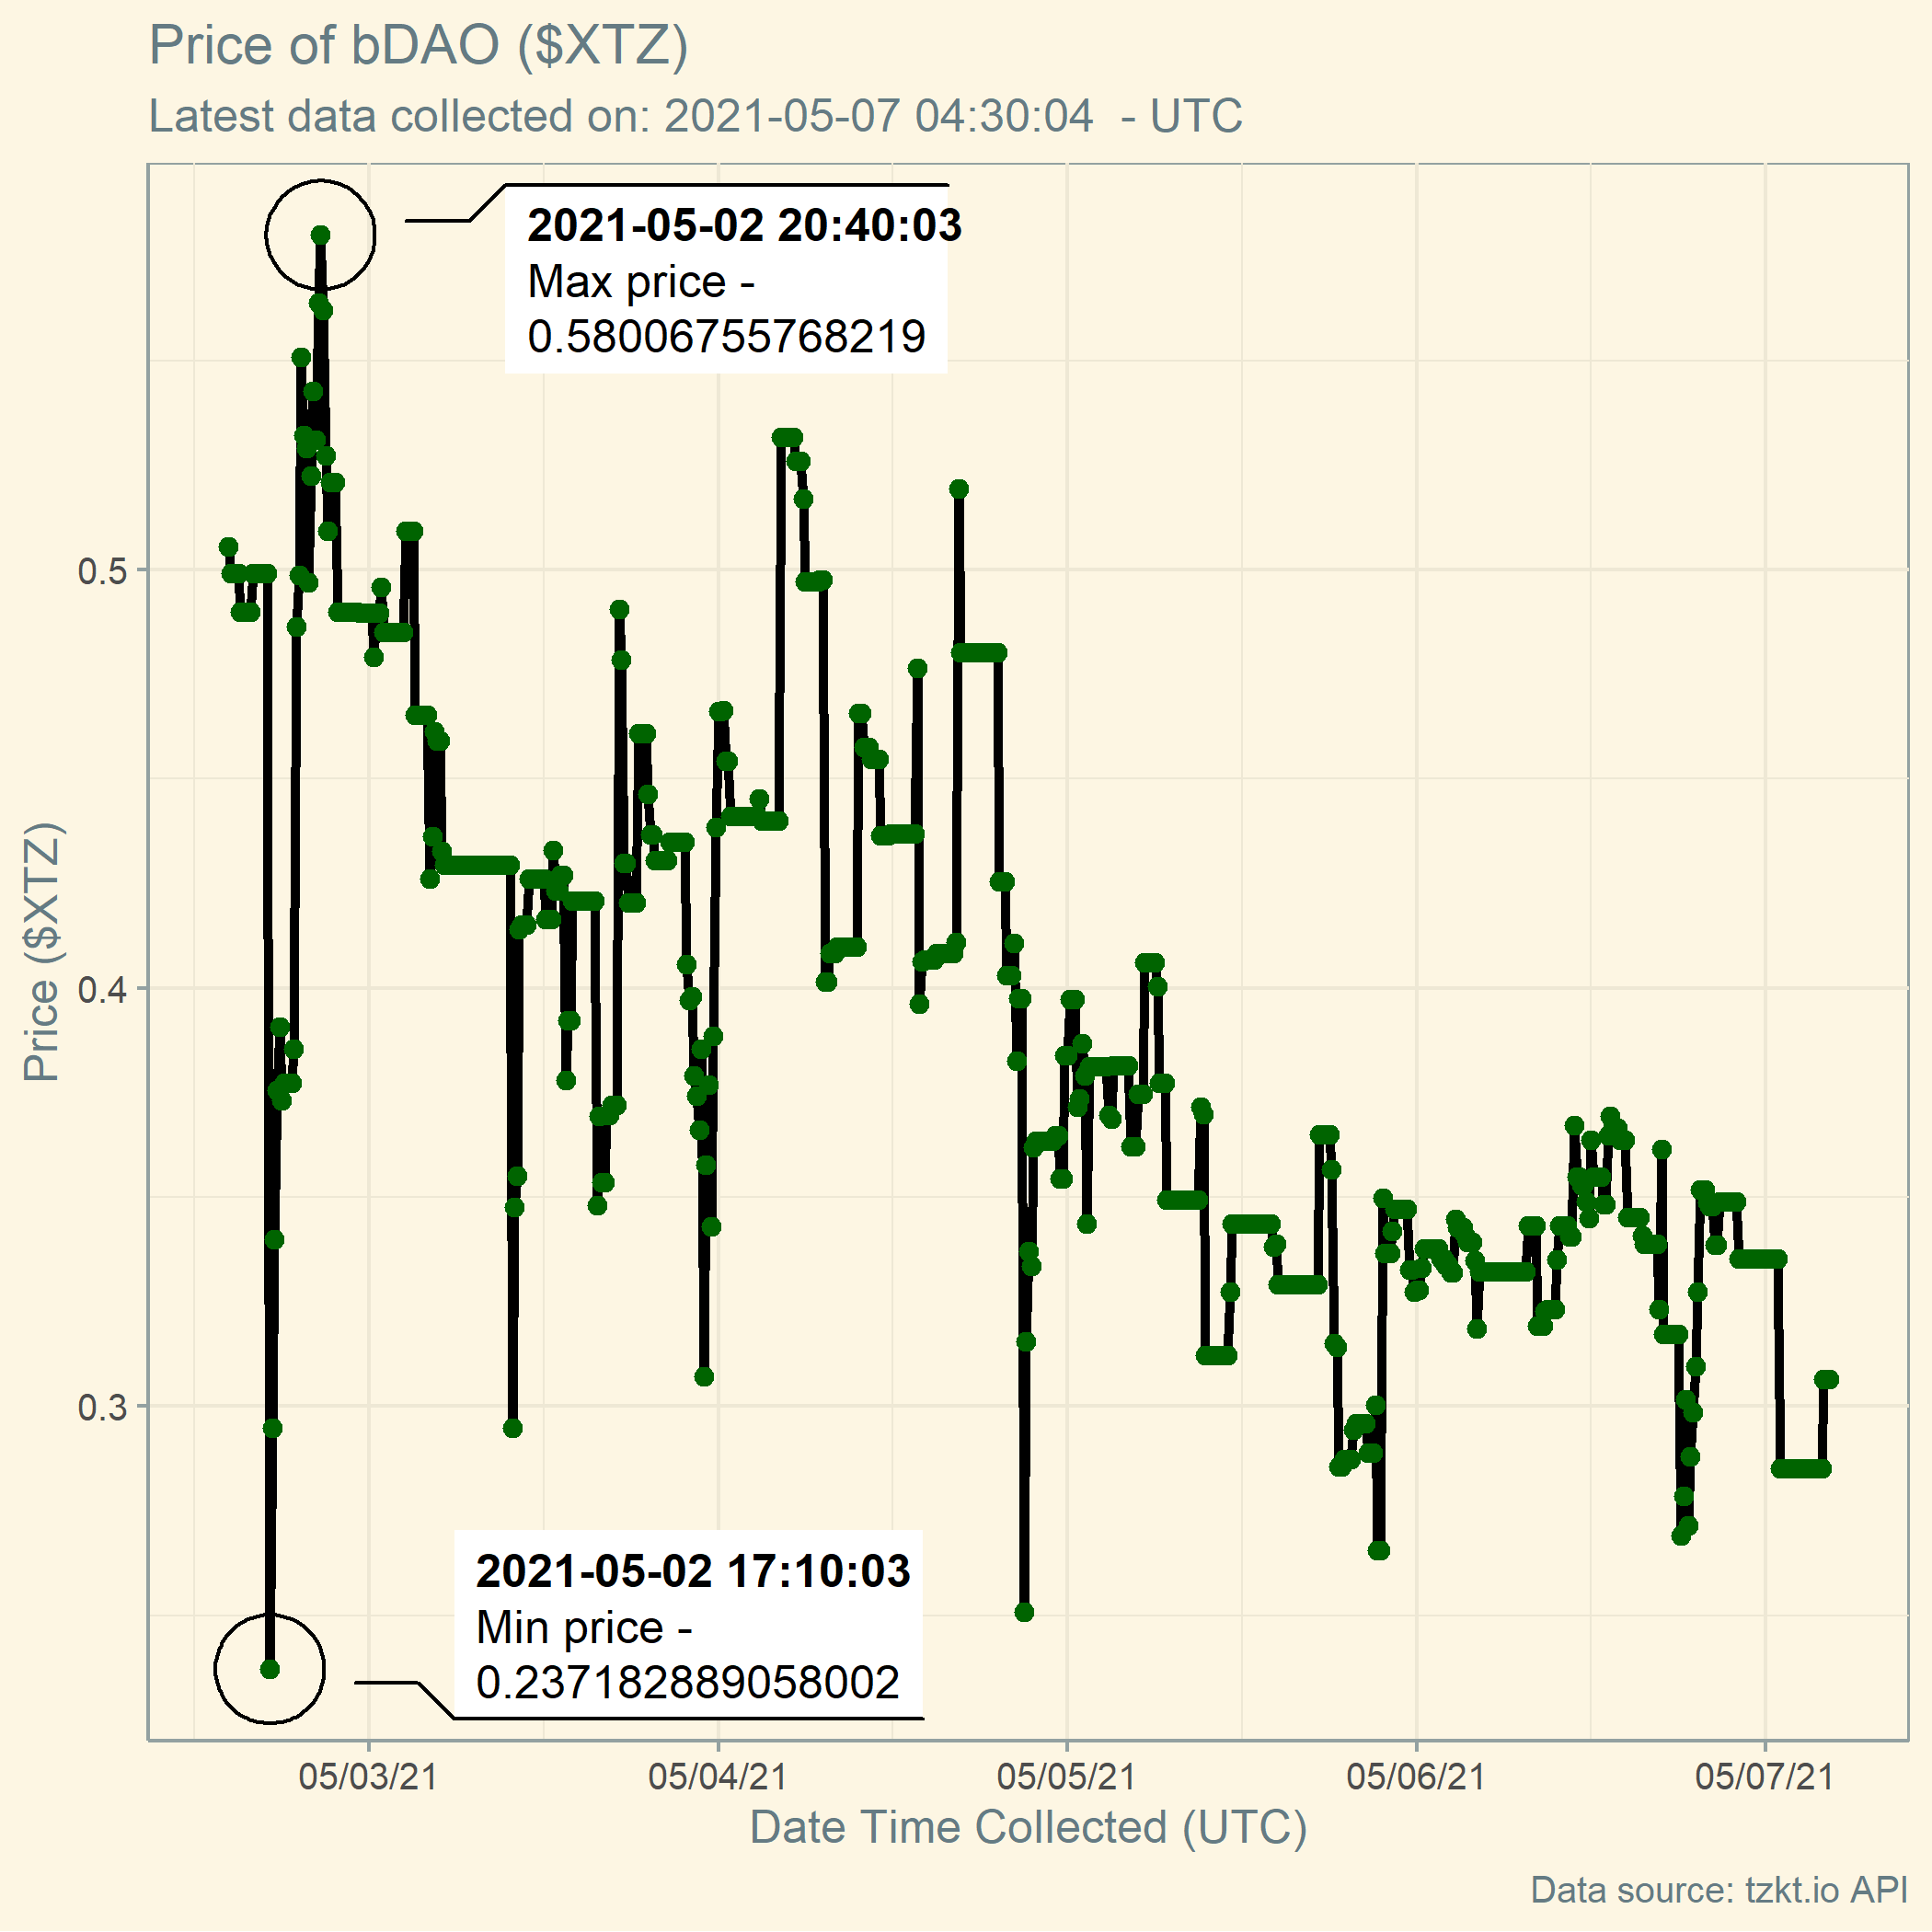 Price of bDAO ($XTZ)
Latest data collected on: 2021-05-07 04:30:04  - UTC
2021-05-02 20:40:03
Max price -
0.58006755768219
0.5
0.4
0.3
Price ($XTZ)
2021-05-02 17:10:03
Min price -
0.237182889058002
05/03/21
05/04/21
05/05/21
05/06/21
05/07/21
Date Time Collected (UTC)
Data source: tzkt.io API